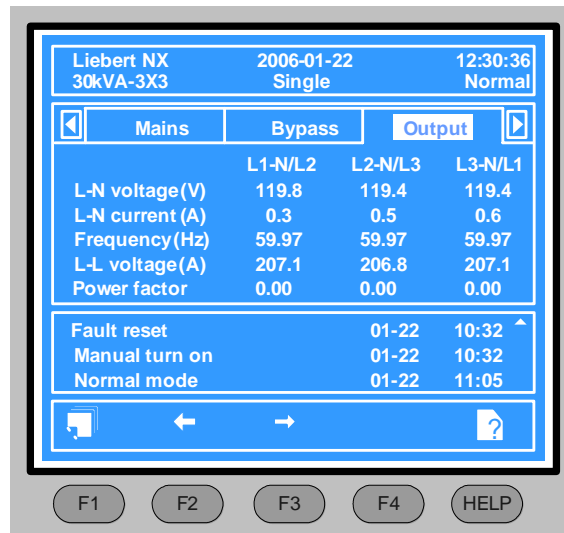 Liebert NX 2006-01-22 12:30:36
30kVA-3X3 Single Normal
Mains Bypass Output
L1-N/L2 L2-N/L3 L3-N/L1
L-N voltage(V) 119.8 119.4 119.4
L-N current (A) 0.3 0.5 0.6
Frequency(Hz) 59.97 59.97 59.97
L-L voltage(A) 207.1 206.8 207.1
Power factor 0.00 0.00 0.00
Fault reset 01-22 10:32
Manual turn on 01-22 10:32
Normal mode 01-22 11:05
?
F1 F2 F3 F4 HELP